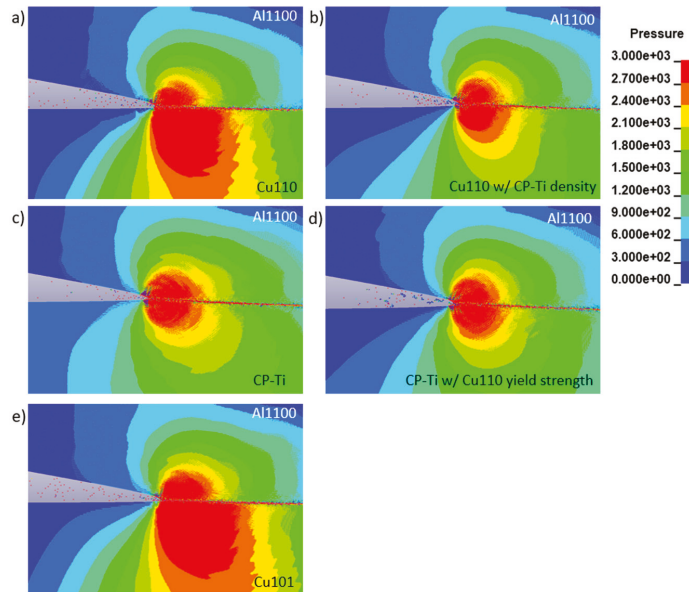 a)
Al1100
Cu110
b)
Al1100
Cu110 w/ CP-Ti density
Pressure
3.000e+03
2.700e+03
2.400e+03
2.100e+03
1.800e+03
1.500e+03
1.200e+03
9.000e+02
6.000e+02
3.000e+02
0.000e+00
c)
Al1100
CP-Ti
d)
Al1100
CP-Ti w/ Cu110 yield strength
e)
Al1100
Cu101